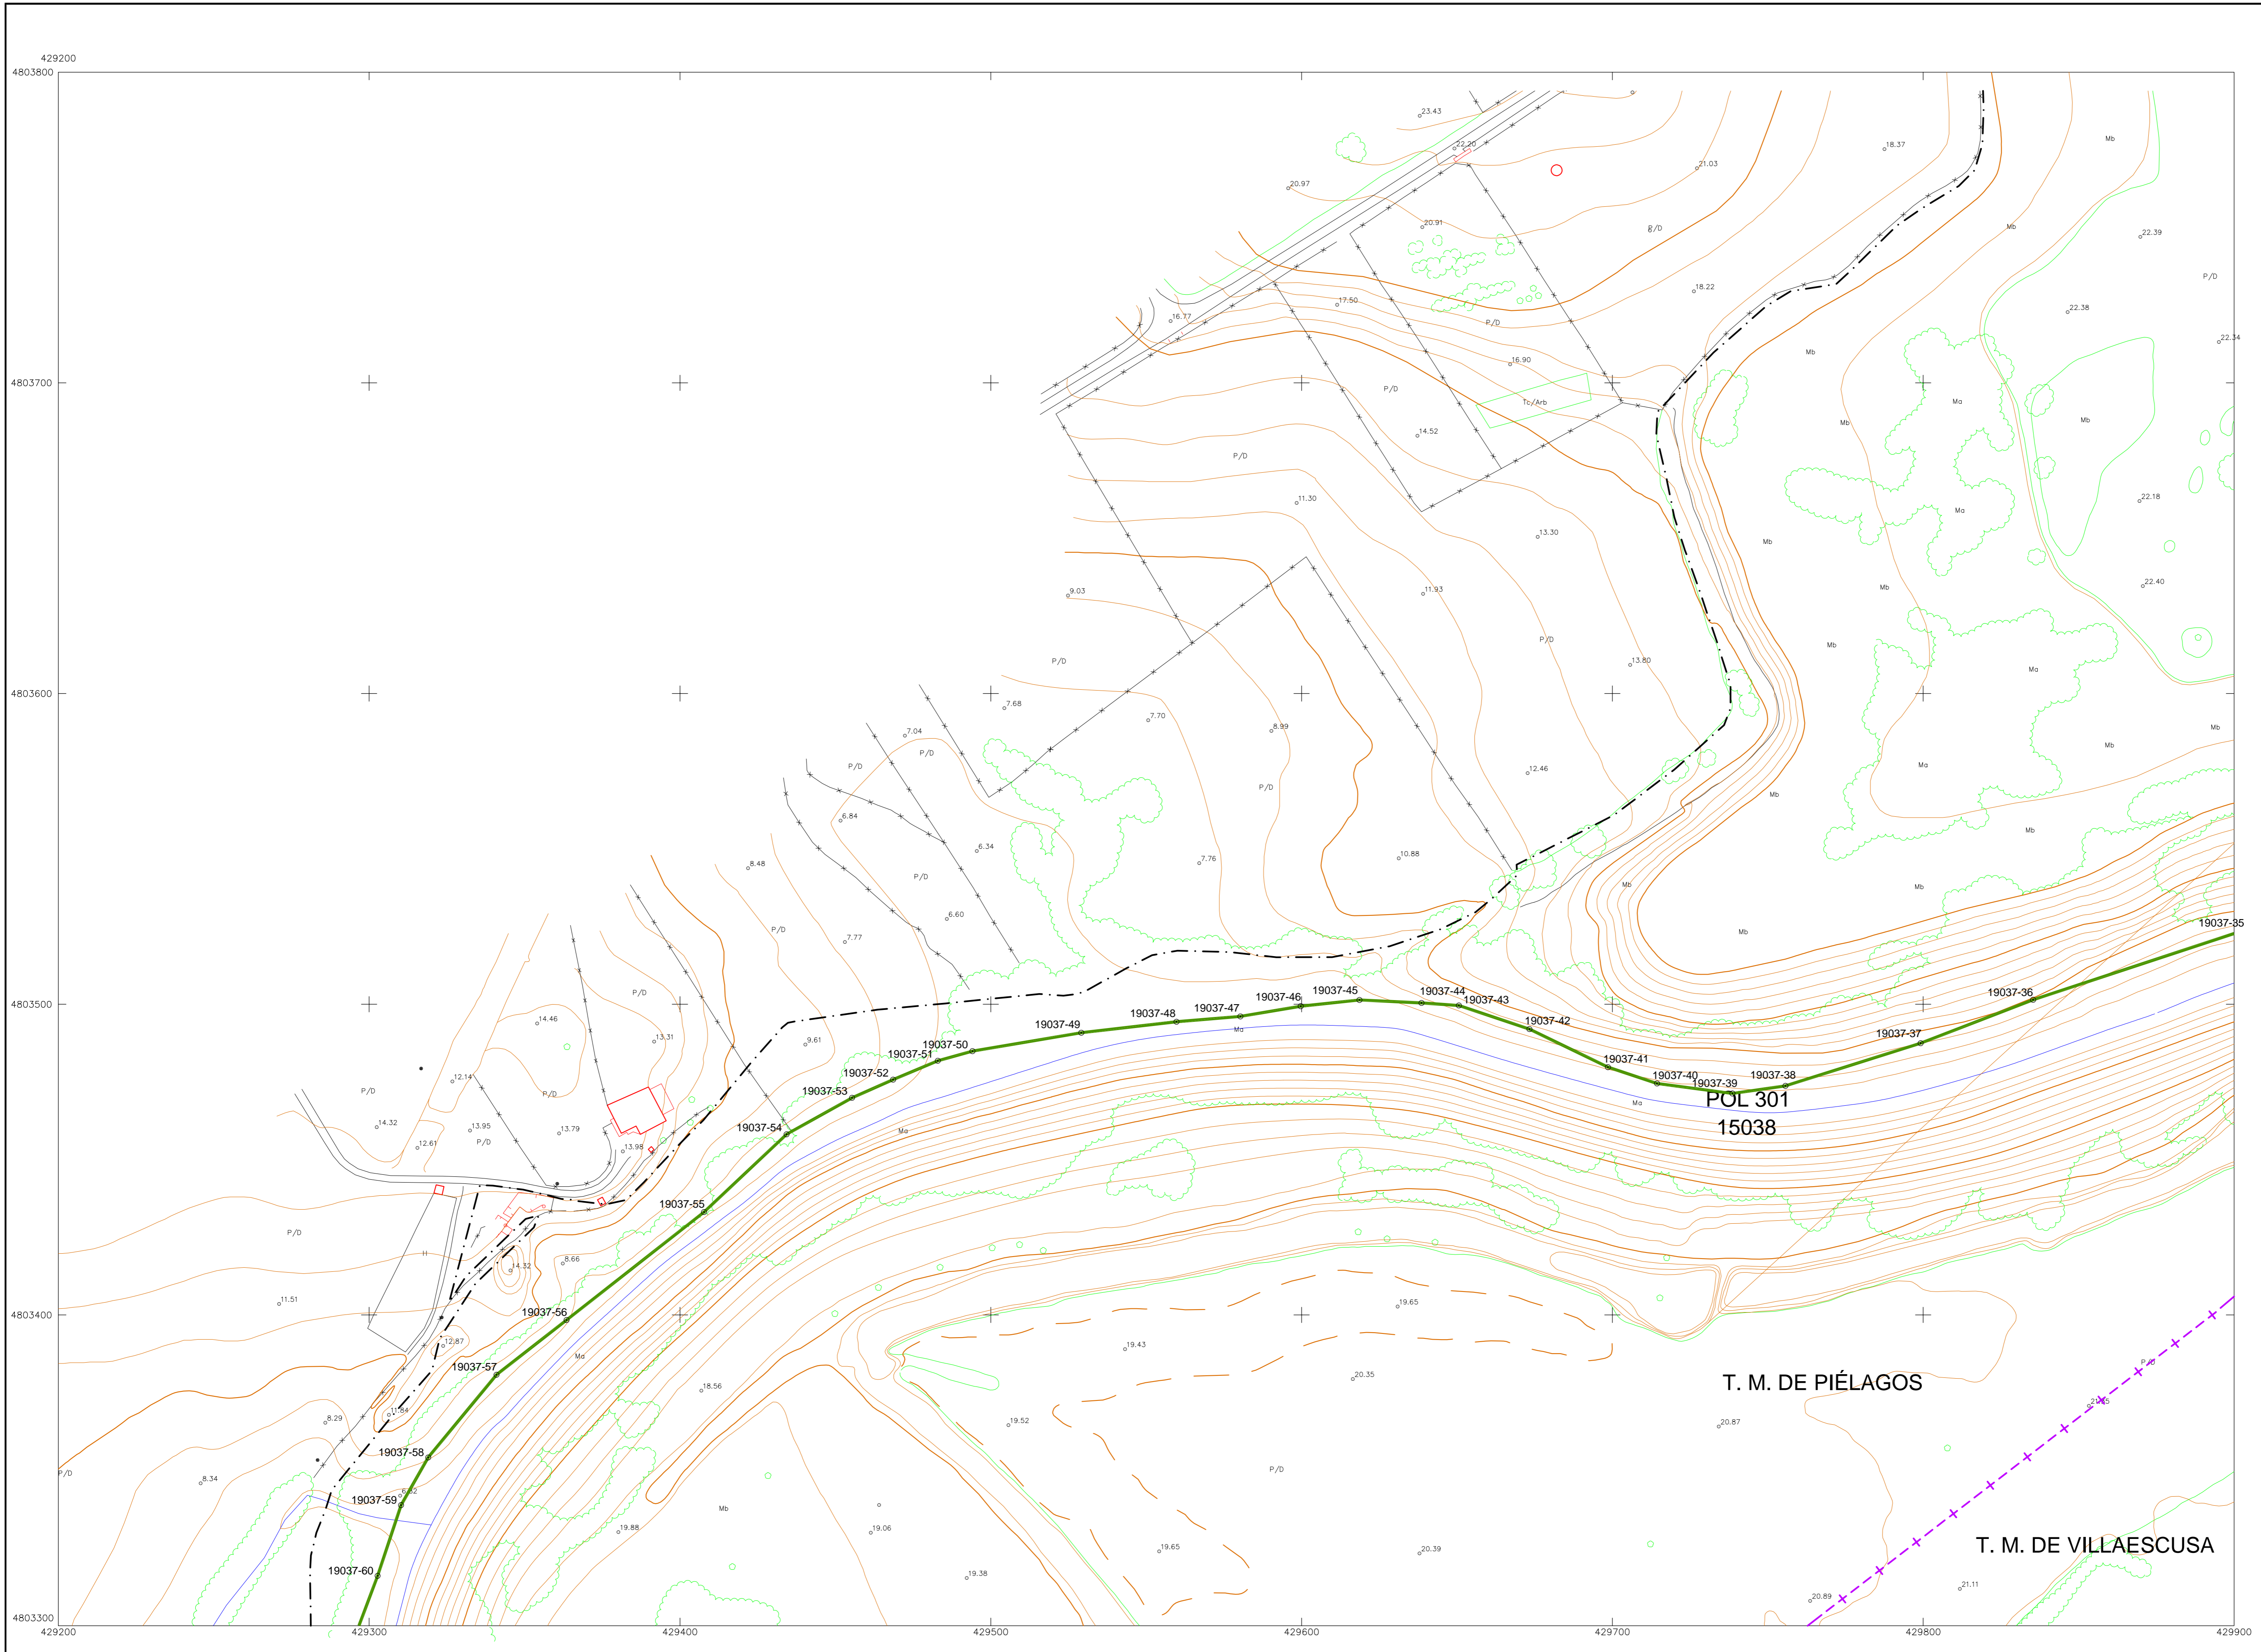 429200
4803800
23.43
22.20
18.37
Mb
20.97
21.03
20.91
Mb
22.39
P/D
17.50
18.22
22.38
16.77
P/D
22.34
Mb
16.90
4803700
P/D
Tc/Arb
Ma
Mb
Mb
14.52
P/D
11.30
22.18
Ma
13.30
Mb
22.40
Mb
9.03
11.93
P/D
Mb
P/D
13.80
Ma
4803600
7.68
7.70
8.99
7.04
P/D
Mb
Mb
P/D
12.46
Ma
P/D
Mb
6.84
Mb
6.34
8.48
7.76
10.88
P/D
Mb
Mb
6.60
19037-35
P/D
Mb
7.77
P/D
19037-36
4803500
19037-46
19037-45
19037-44
19037-43
19037-47
19037-48
19037-42
14.46
19037-49
Ma
19037-37
13.31
9.61
19037-50
19037-51
19037-41
19037-52
12.14
19037-40
19037-39
19037-38
P/D
P/D
19037-53
Ma
POL 301
14.32
13.95
13.79
19037-54
Ma
15038
P/D
12.61
13.98
19037-55
P/D
H
8.66
14.32
11.51
19.65
4803400
19037-56
12.87
19.43
Ma
P/D
19037-57
20.35
T. M. DE PIÉLAGOS
18.56
11.84
8.29
19.52
20.87
19037-58
P/D
P/D
8.34
19037-59
Mb
19.88
19.06
T. M. DE VILLAESCUSA
19.65
20.39
19037-60
19.38
21.11
20.89
4803300
429200
429300
429400
429500
429600
429700
429800
429900